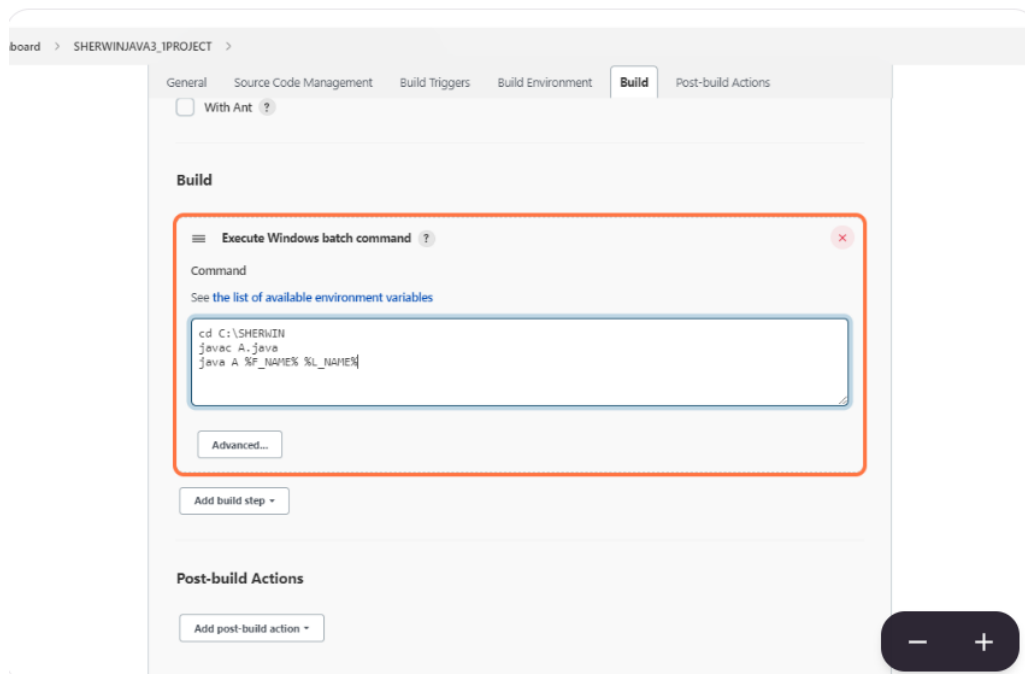 board > SHERWINJAVA3_1PROJECT >
General Source Code Management Build Triggers Build Environment Build Post-build Actions
With Ant ?
Build
Execute Windows batch command ?
Command
See the list of available environment variables
cd C:\SHERWIN
javac A.java
java A %F_NAME% %L_NAME%
Advanced...
Add build step
Post-build Actions
Add post-build action